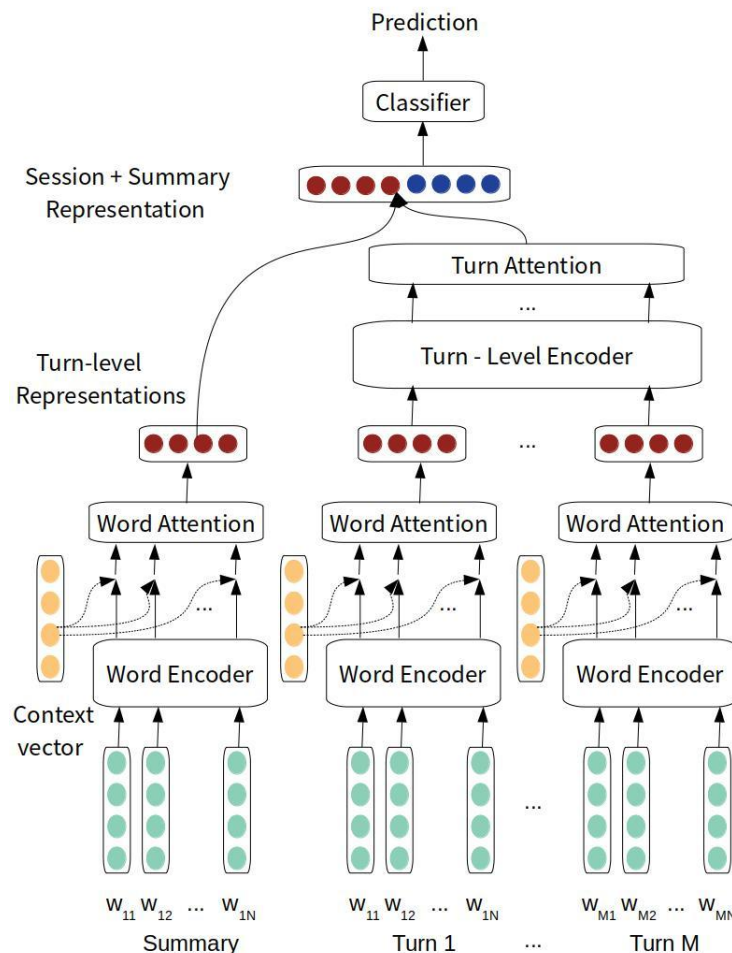 Prediction
Classifier
Session + Summary
Representation
Turn Attention
...
Turn - Level Encoder
Turn-level
Representations
...
Word Attention Word Attention Word Attention
... ... ...
Word Encoder Word Encoder Word Encoder
Context
vector
...
w11 w12 ... w1N w11 w12 ... w1N wM1 wM2 ... wMN
Summary Turn 1 ... Turn M